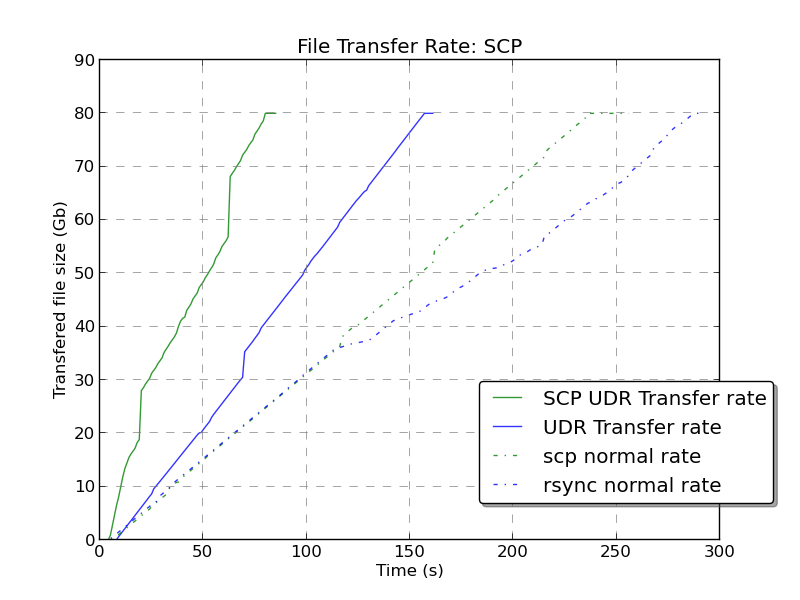 File Transfer Rate: SCP
90
80
70
60
50
40
30
20
10
0
Transfered file size (Gb)
SCP UDR Transfer rate
UDR Transfer rate
scp normal rate
rsync normal rate
0 50 100 150 200 250 300
Time (s)